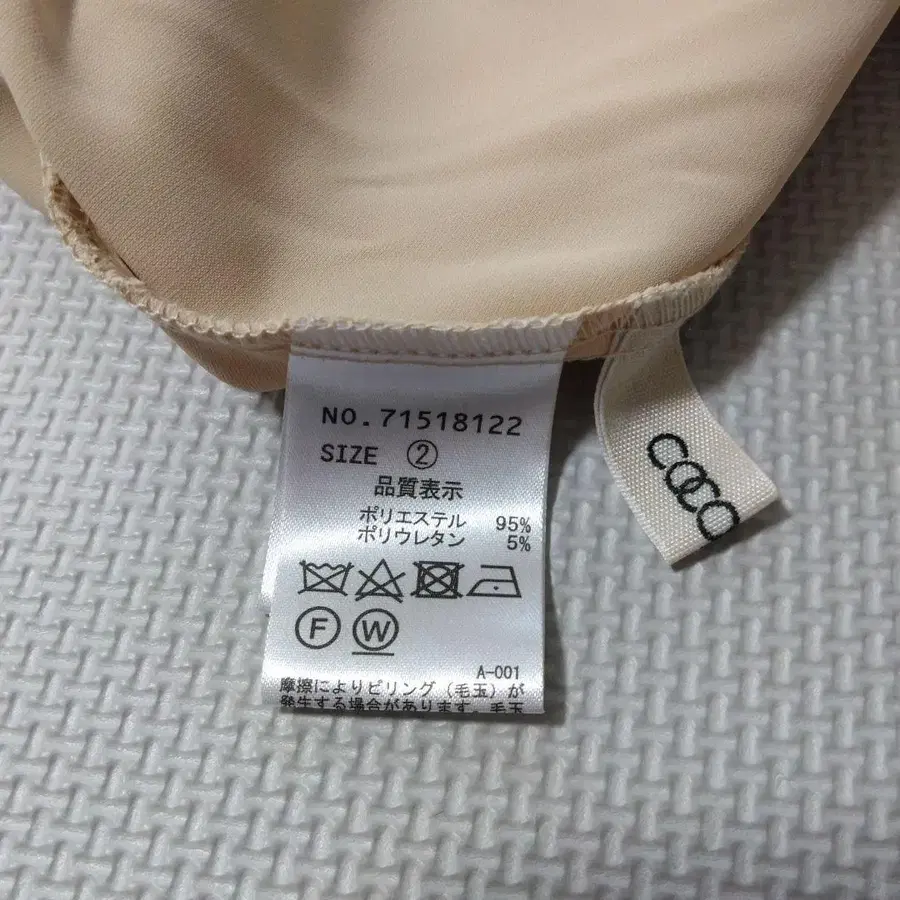 NO.71518122
SIZE ②
品質表示
ポリエステル 95%
ポリウレタン 5%
F W
A-001
摩擦によりピリング(毛玉)が
発生する場合があります。毛玉
COCO